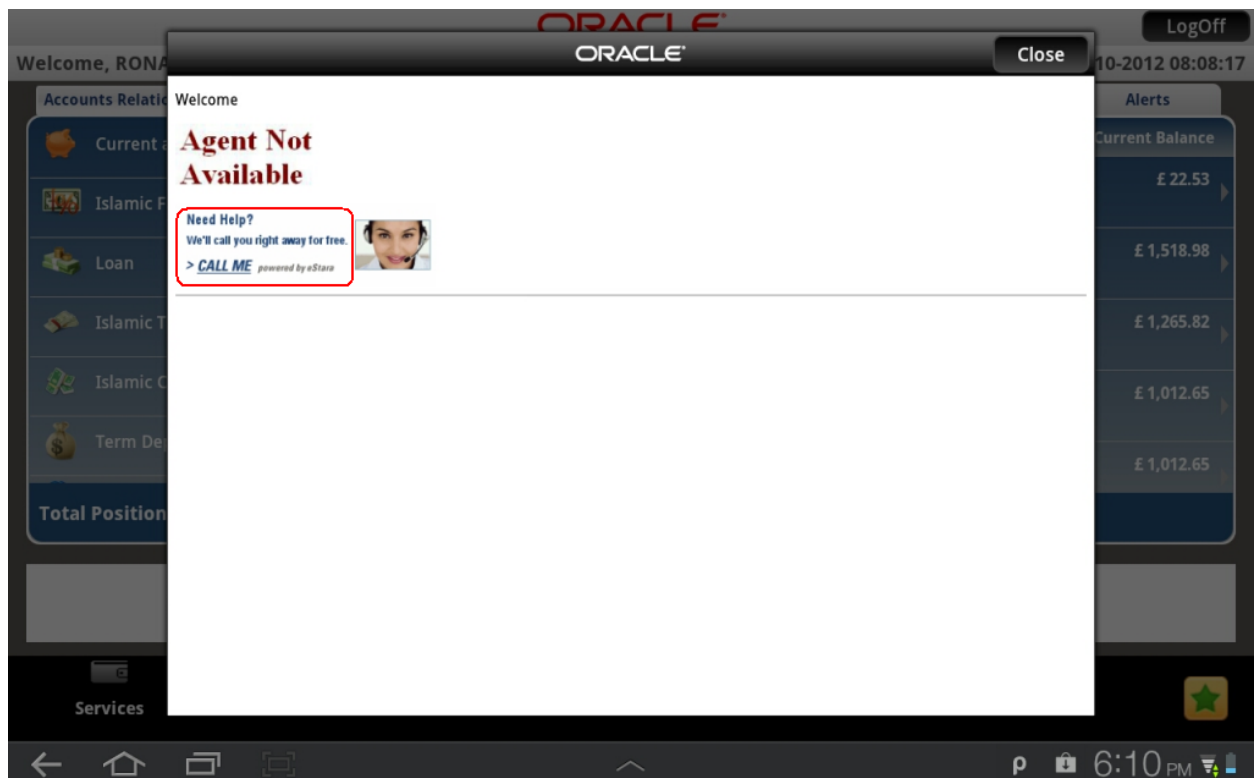 ORACLE
LogOff
ORACLE
Close
Welcome, RONA
10-2012 08:08:17
Accounts Relatio
Welcome
Alerts
Current a
Agent Not
Available
Current Balance
£ 22.53
Islamic F
Need Help?
We'll call you right away for free.
> CALL ME powered by eStara
Loan
£ 1,518.98
Islamic T
£ 1,265.82
Islamic C
£ 1,012.65
Term De
£ 1,012.65
Total Position
Services
6:10 PM